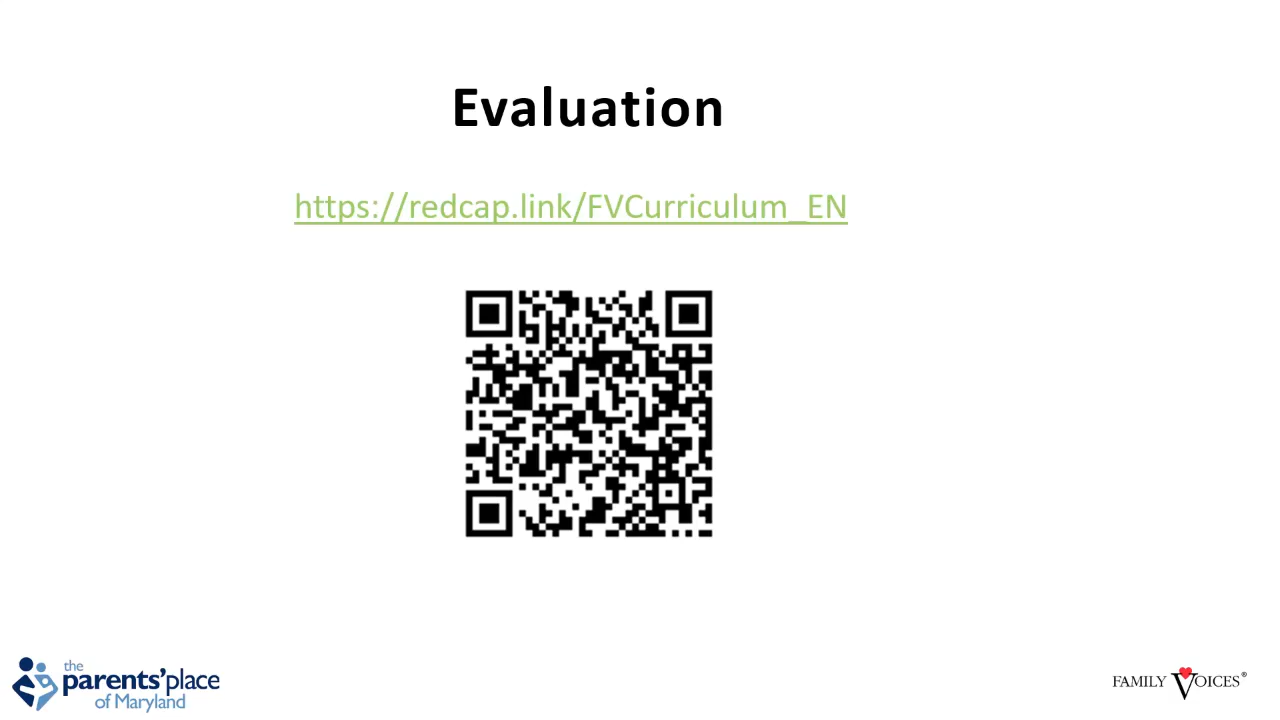 Evaluation
https://redcap.link/FVCurriculum_EN
the
parents'place
of Maryland
FAMILY VOICES®